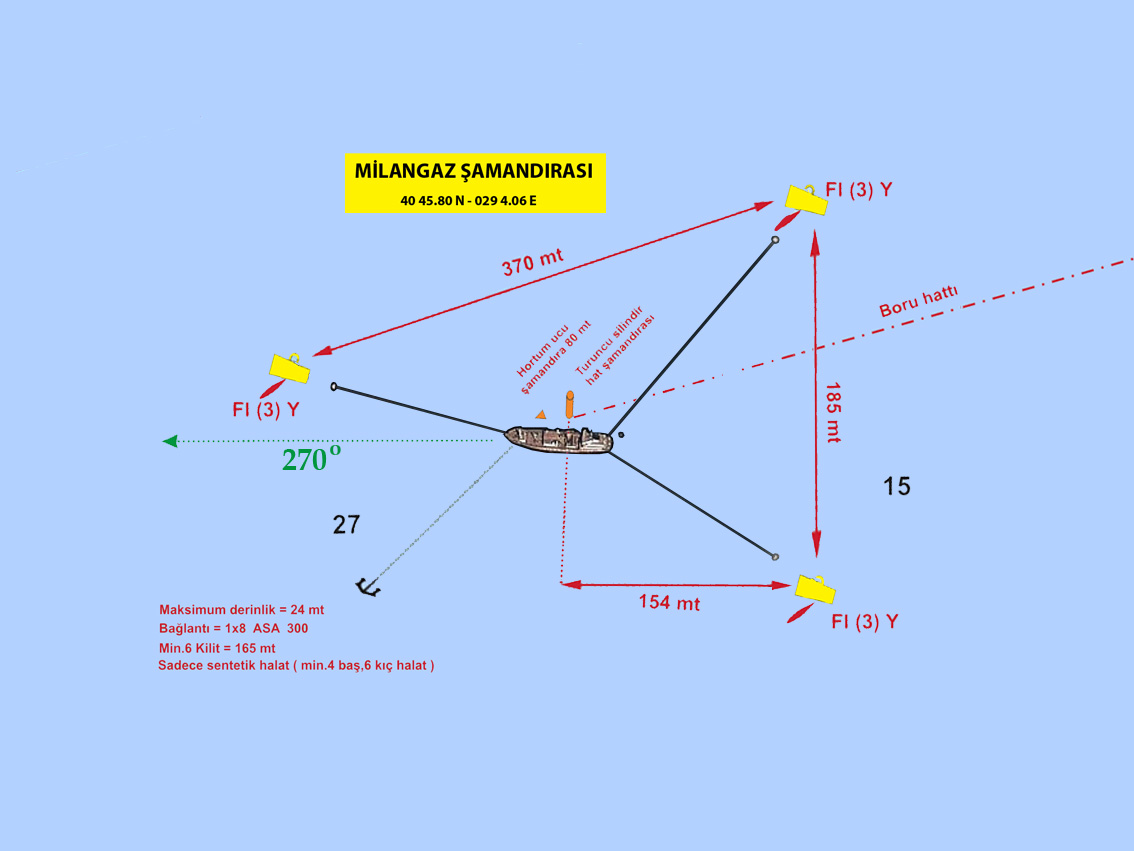 MİLANGAZ ŞAMANDIRASI
40 45.80 N - 029 4.06 E
Fl (3) Y
370 mt
Boru hattı
Hortum ucu
şamandıra 80 mt
Turuncu silindir
hat şamandırası
Fl (3) Y
185 mt
270°
15
27
154 mt
Fl (3) Y
Maksimum derinlik = 24 mt
Bağlantı = 1x8 ASA 300
Min.6 Kilit = 165 mt
Sadece sentetik halat ( min.4 baş,6 kıç halat )